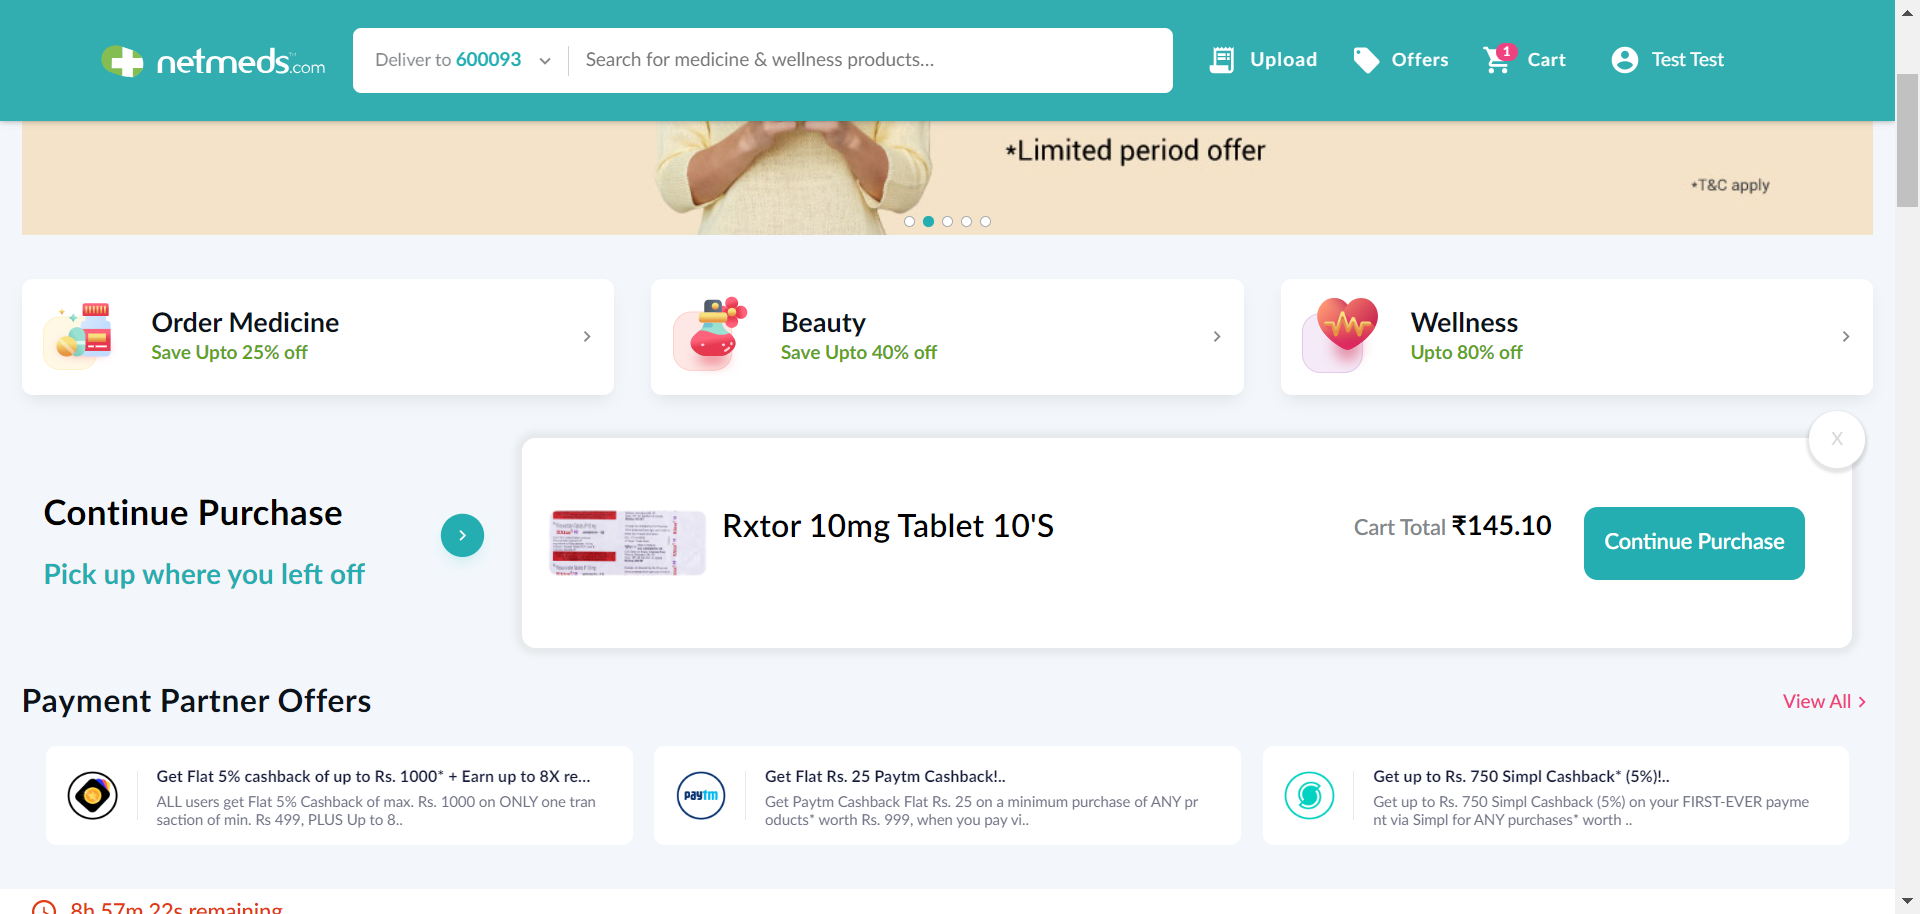 netmeds.com
Deliver to 600093
Search for medicine & wellness products...
Upload
Offers
1
Cart
Test Test
*Limited period offer
*T&C apply
Order Medicine
Save Upto 25% off
Beauty
Save Upto 40% off
Wellness
Upto 80% off
X
Continue Purchase
Pick up where you left off
Rxtor 10mg Tablet 10'S
Cart Total ₹145.10
Continue Purchase
Payment Partner Offers
View All
Get Flat 5% cashback of up to Rs. 1000* + Earn up to 8X re...
ALL users get Flat 5% Cashback of max. Rs. 1000 on ONLY one tran
saction of min. Rs 499, PLUS Up to 8..
paytm
Get Flat Rs. 25 Paytm Cashback!..
Get Paytm Cashback Flat Rs. 25 on a minimum purchase of ANY pr
oducts* worth Rs. 999, when you pay vi..
Get up to Rs. 750 Simpl Cashback* (5%)!..
Get up to Rs. 750 Simpl Cashback (5%) on your FIRST-EVER payme
nt via Simpl for ANY purchases* worth ..
8h 57m 22s remaining